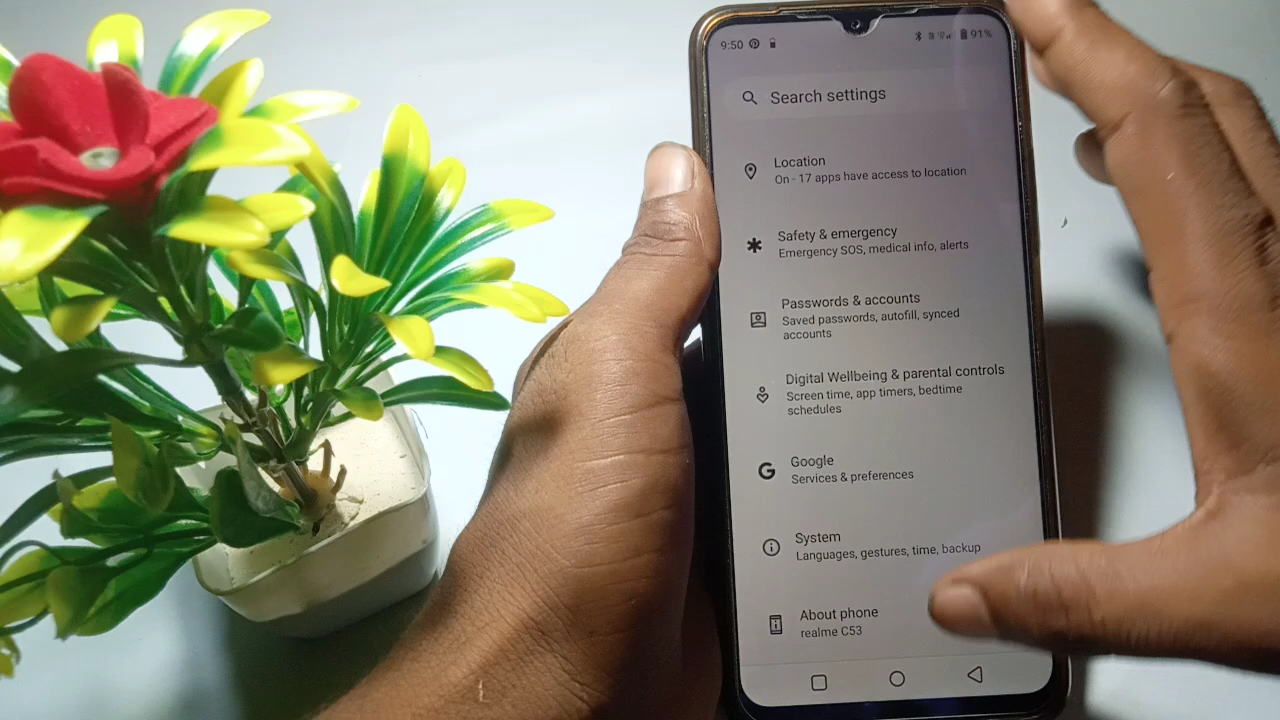 9:50 91%
Search settings
Location
On - 17 apps have access to location
Safety & emergency
Emergency SOS, medical info, alerts
Passwords & accounts
Saved passwords, autofill, synced
accounts
Digital Wellbeing & parental controls
Screen time, app timers, bedtime
schedules
Google
Services & preferences
System
Languages, gestures, time, backup
About phone
realme C53